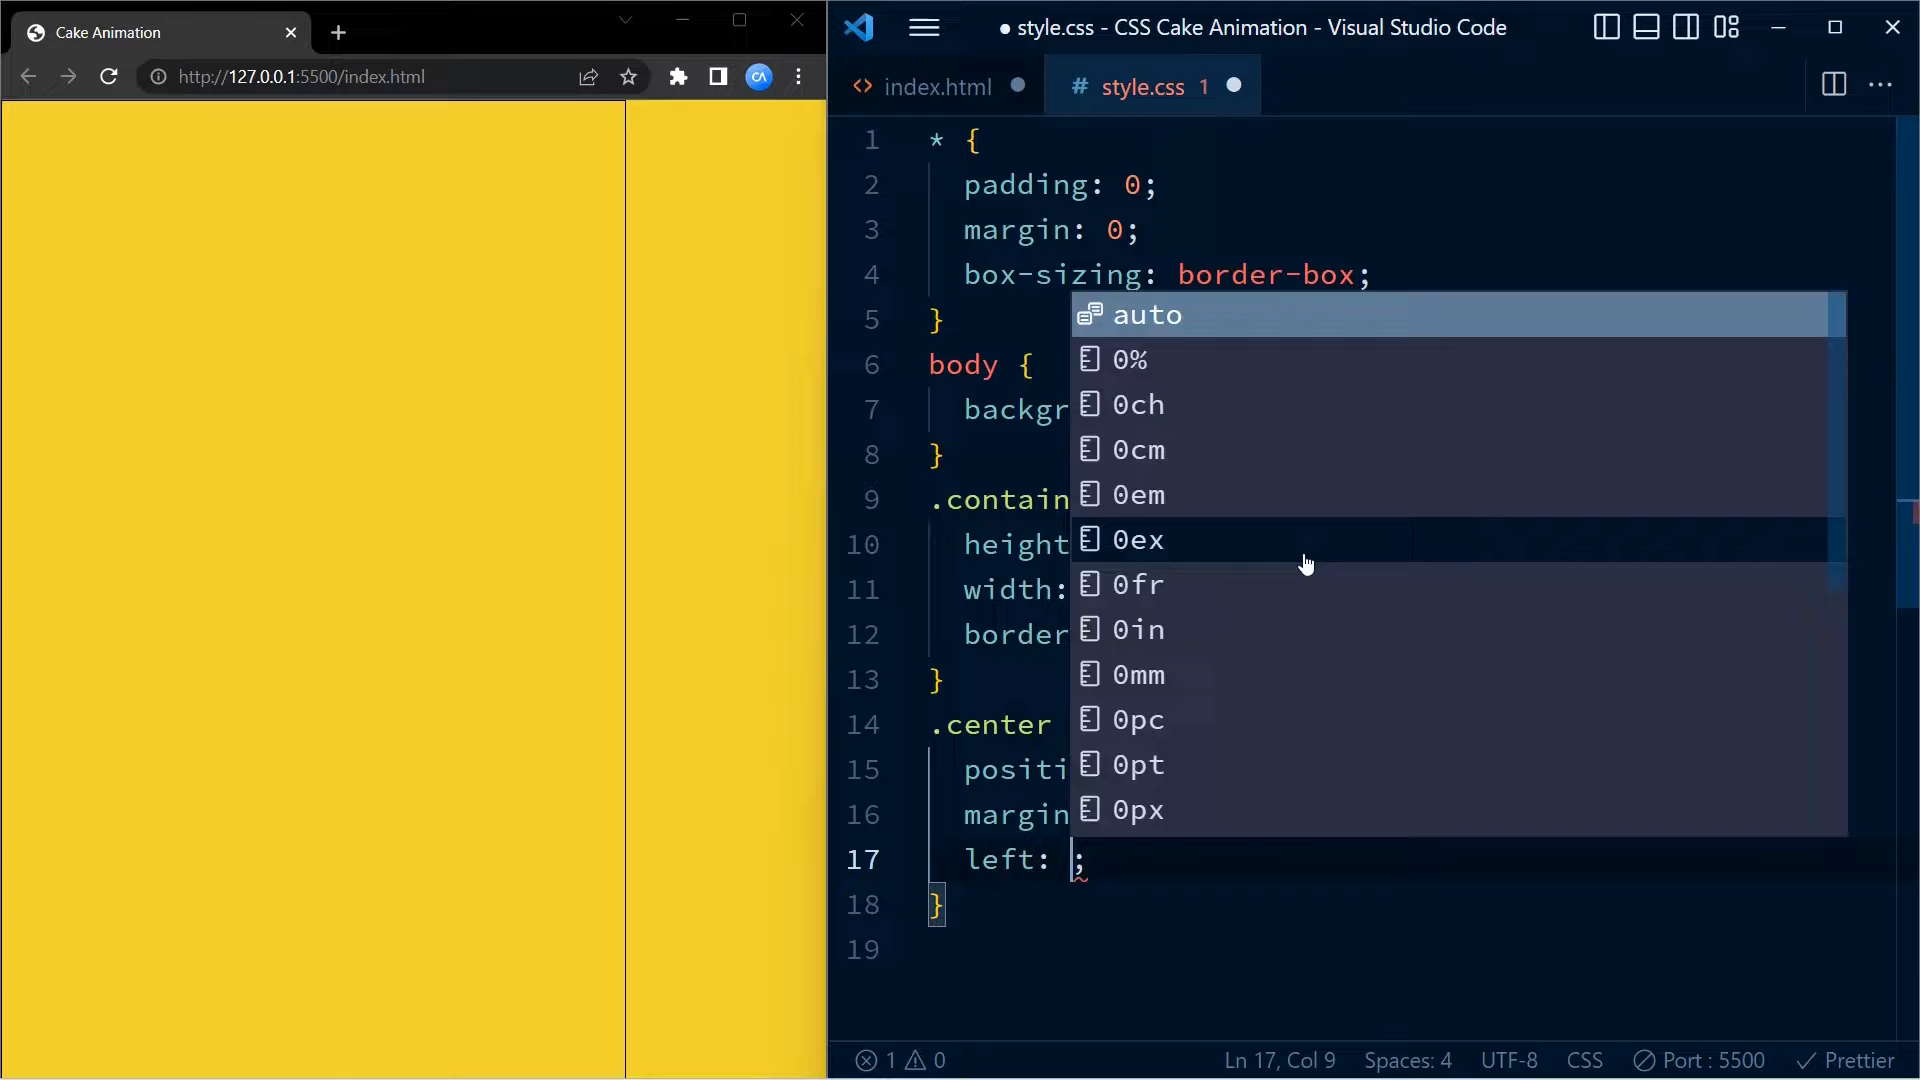 Cake Animation
http://127.0.0.1:5500/index.html
CA
● style.css - CSS Cake Animation - Visual Studio Code
<> index.html
# style.css 1
1 * {
2 padding: 0;
3 margin: 0;
4 box-sizing: border-box;
5 }
6 body {
7 backgr
8 }
9 .contain
10 height
11 width:
12 border
13 }
14 .center
15 positi
16 margin
17 left: ;
18 }
19
auto
0%
0ch
0cm
0em
0ex
0fr
0in
0mm
0pc
0pt
0px
1 0 Ln 17, Col 9 Spaces: 4 UTF-8 CSS Port : 5500 Prettier